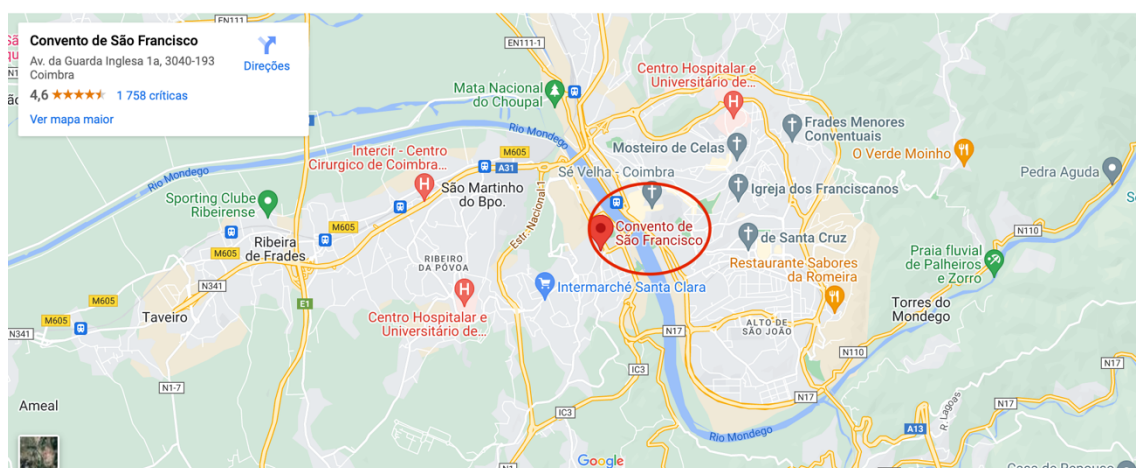 Convento de São Francisco
Av. da Guarda Inglesa 1a, 3040-193
Coimbra
Direções
4,6
1 758 críticas
Ver mapa maior
EN111
EN111-1
Mata Nacional
do Choupal
Centro Hospitalar e
Universitário de...
Rio Mondego
Frades Menores
Conventuais
Mosteiro de Celas
O Verde Moinho
Intercir - Centro
Cirurgico de Coimbra...
M605
A31
Sé Velha - Coimbra
Pedra Aguda
Rio Mondego
São Martinho
do Bpo.
Igreja dos Franciscanos
Sporting Clube
Ribeirense
Estr. Nacional 1
Convento de
São Francisco
de Santa Cruz
N110
M605
Ribeira
de Frades
RIBEIRO
DA PÓVOA
Praia fluvial
de Palheiros
e Zorro
Restaurante Sabores
da Romeira
N341
Intermarché Santa Clara
M605
E1
Torres do
Mondego
M605
Taveiro
Centro Hospitalar e
Universitário de...
ALTO DE
SÃO JOÃO
N17
N341
N110
IC3
N17
N1-7
N17
Ameal
N17
R. Lagoas
IC3
A13
Rio Mondego
Google
N1